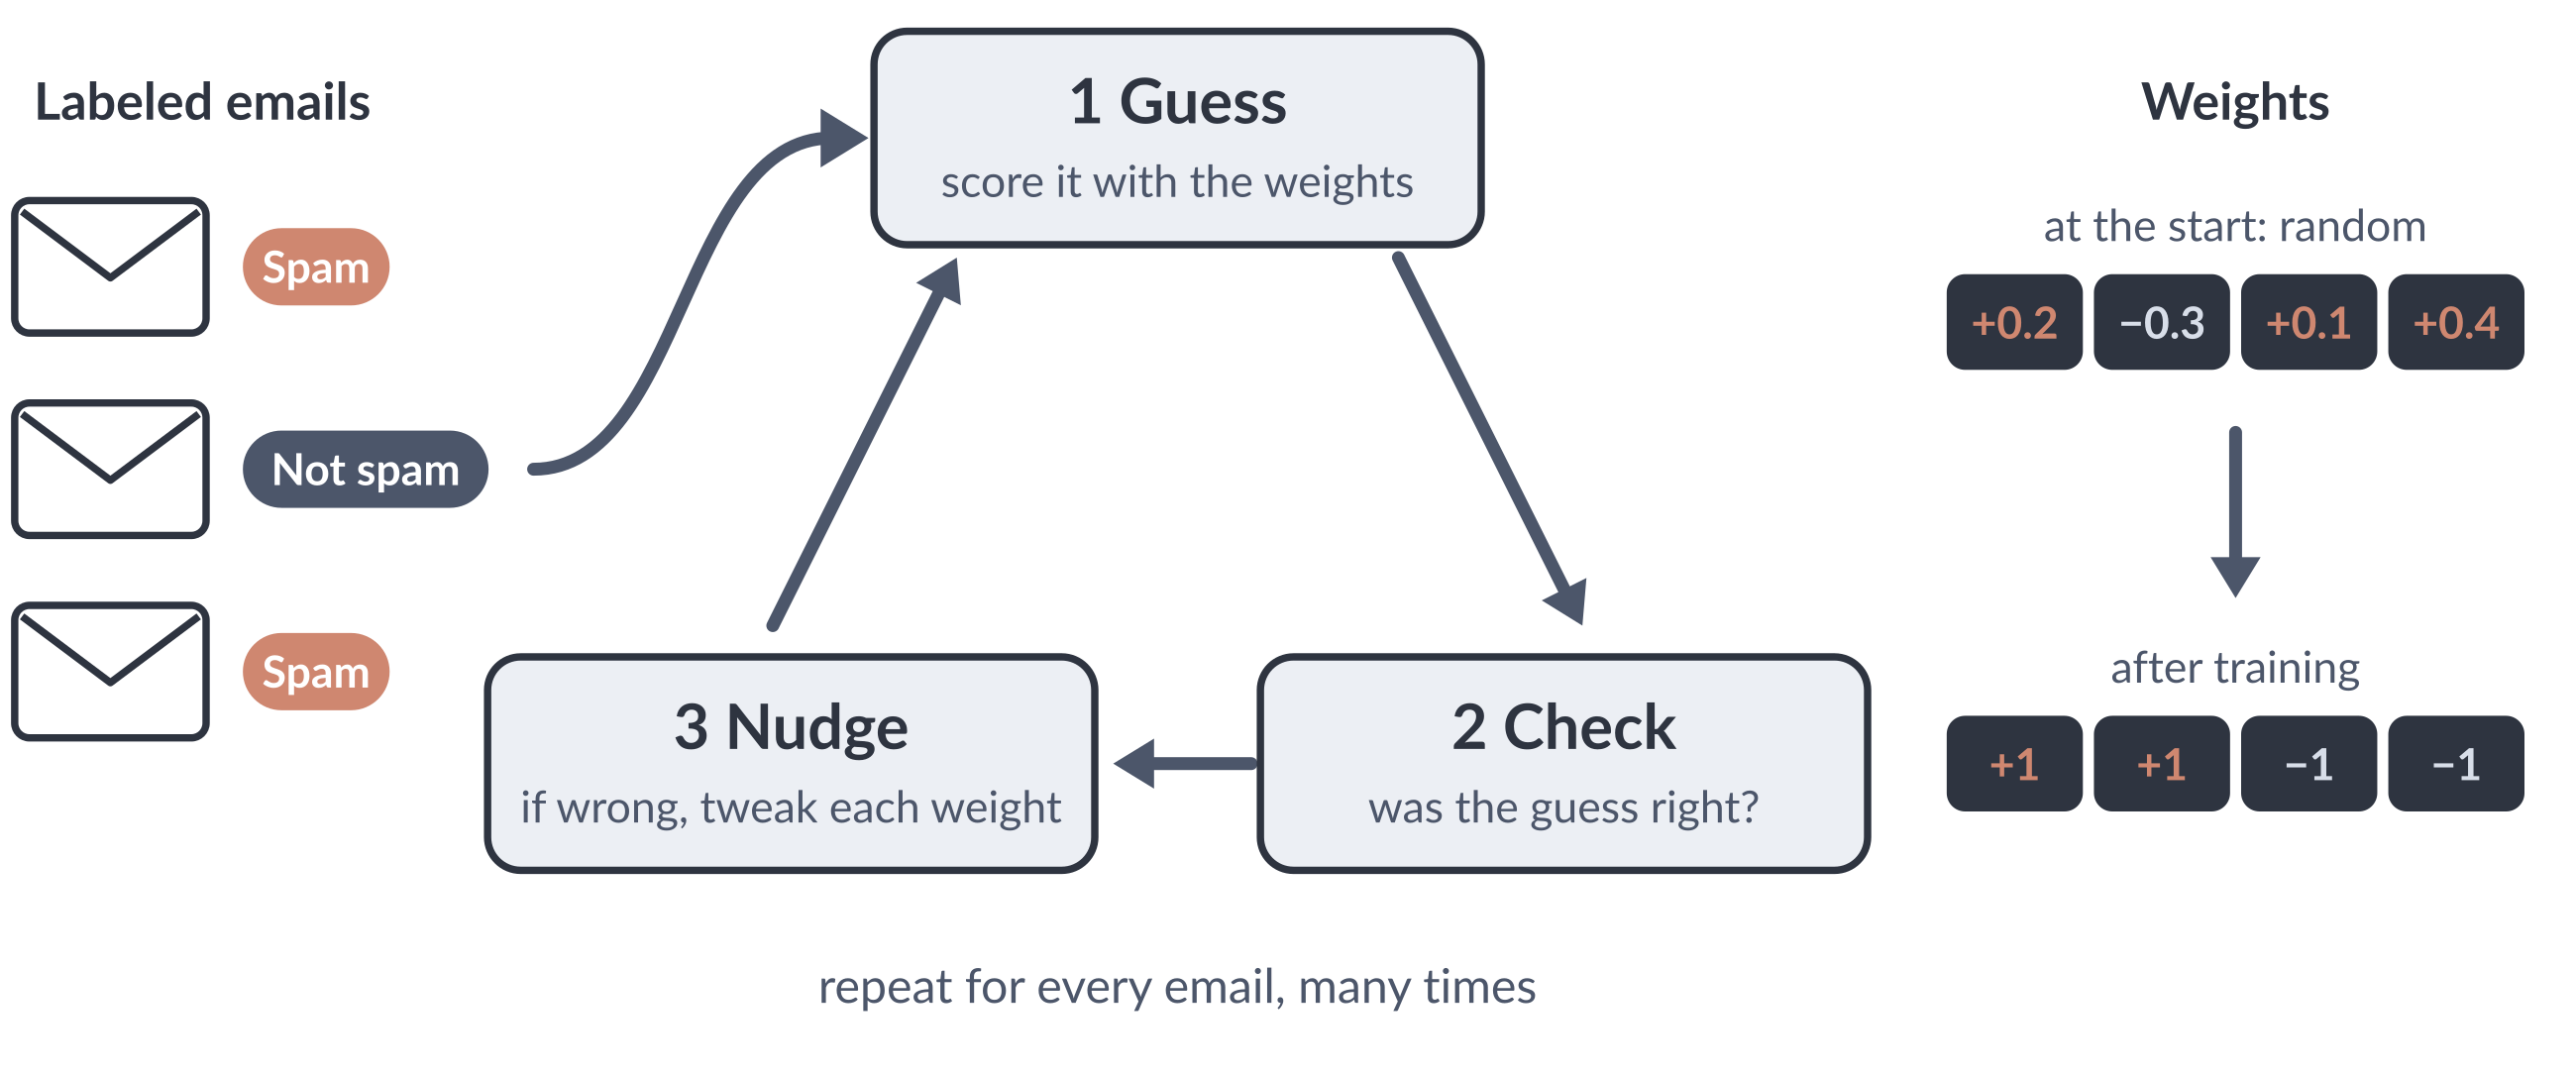 Labeled emails
Spam
Not spam
Spam
1 Guess
score it with the weights
3 Nudge
if wrong, tweak each weight
2 Check
was the guess right?
repeat for every email, many times
Weights
at the start: random
+0.2 −0.3 +0.1 +0.4
after training
+1 +1 −1 −1